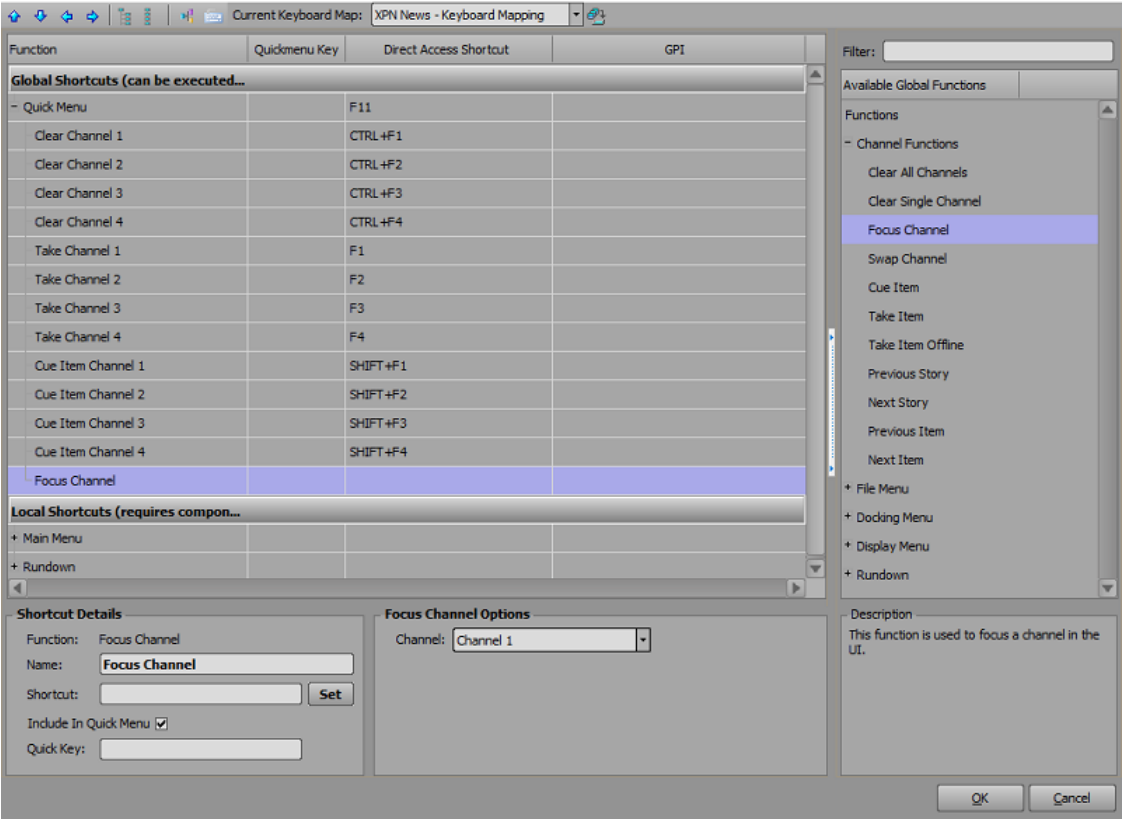 Current Keyboard Map: XPN News - Keyboard Mapping
Function Quickmenu Key Direct Access Shortcut GPI
Global Shortcuts (can be executed...
- Quick Menu F11
Clear Channel 1 CTRL+F1
Clear Channel 2 CTRL+F2
Clear Channel 3 CTRL+F3
Clear Channel 4 CTRL+F4
Take Channel 1 F1
Take Channel 2 F2
Take Channel 3 F3
Take Channel 4 F4
Cue Item Channel 1 SHIFT+F1
Cue Item Channel 2 SHIFT+F2
Cue Item Channel 3 SHIFT+F3
Cue Item Channel 4 SHIFT+F4
Focus Channel
Local Shortcuts (requires compon...
+ Main Menu
+ Rundown
Filter:
Available Global Functions
Functions
- Channel Functions
Clear All Channels
Clear Single Channel
Focus Channel
Swap Channel
Cue Item
Take Item
Take Item Offline
Previous Story
Next Story
Previous Item
Next Item
+ File Menu
+ Docking Menu
+ Display Menu
+ Rundown
Shortcut Details
Function: Focus Channel
Name: Focus Channel
Shortcut: Set
Include In Quick Menu
Quick Key:
Focus Channel Options
Channel: Channel 1
Description
This function is used to focus a channel in the
UI.
OK Cancel